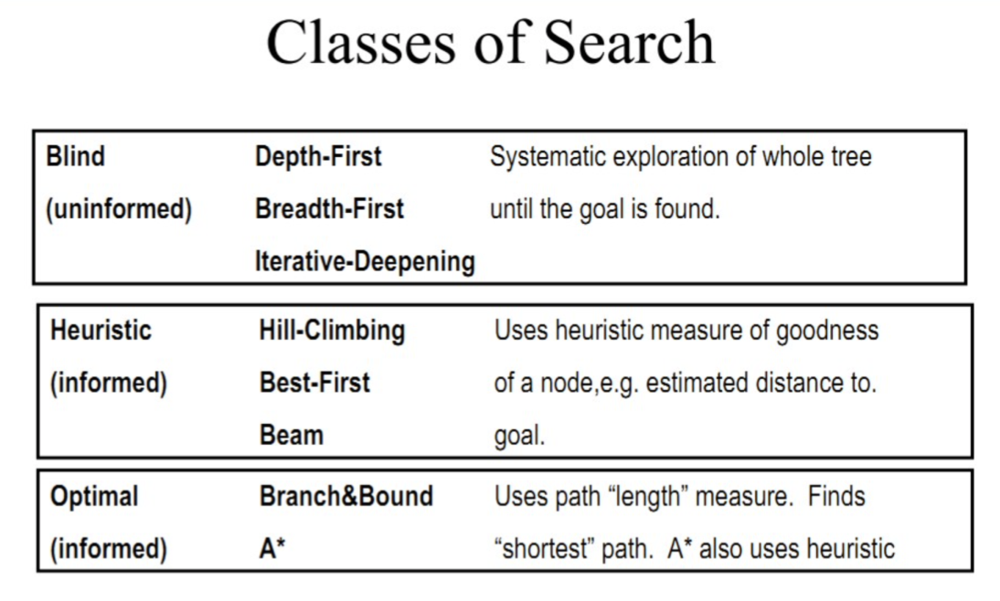 Classes of Search
Blind Depth-First Systematic exploration of whole tree
(uninformed) Breadth-First until the goal is found.
Iterative-Deepening
Heuristic Hill-Climbing Uses heuristic measure of goodness
(informed) Best-First of a node,e.g. estimated distance to.
Beam goal.
Optimal Branch&Bound Uses path “length” measure. Finds
(informed) A* “shortest” path. A* also uses heuristic